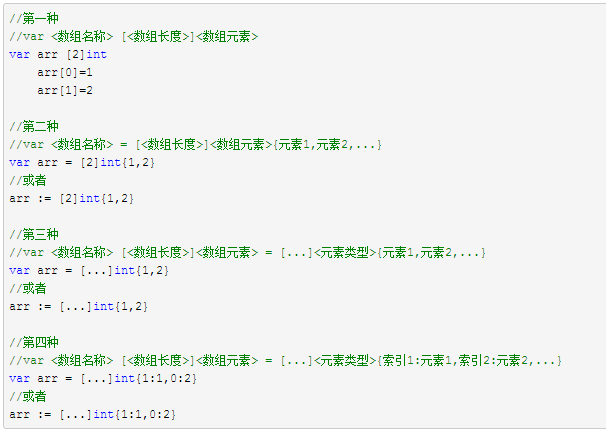 //第一种
//var <数组名称> [<数组长度>]<数组元素>
var arr [2]int
arr[0]=1
arr[1]=2
//第二种
//var <数组名称> = [<数组长度>]<数组元素>{元素1,元素2,...}
var arr = [2]int{1,2}
//或者
arr := [2]int{1,2}
//第三种
//var <数组名称> [<数组长度>]<数组元素> = [...]<元素类型>{元素1,元素2,...}
var arr = [...]int{1,2}
//或者
arr := [...]int{1,2}
//第四种
//var <数组名称> [<数组长度>]<数组元素> = [...]<元素类型>{索引1:元素1,索引2:元素2,...}
var arr = [...]int{1:1,0:2}
//或者
arr := [...]int{1:1,0:2}